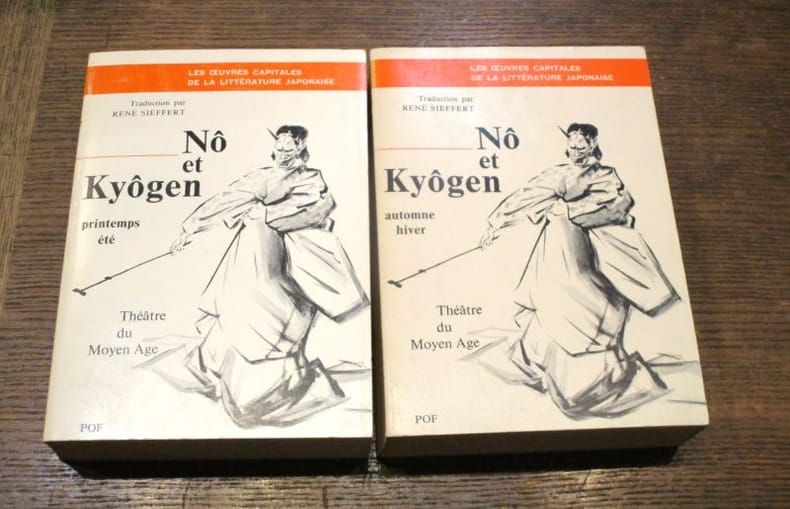 LES ŒUVRES CAPITALES
DE LA LITTÉRATURE JAPONAISE
Traduction par
RENÉ SIEFFERT
Nô
et
Kyôgen
printemps
été
Théâtre
du
Moyen Age
POF
LES ŒUVRES CAPITALES
DE LA LITTÉRATURE JAPONAISE
Traduction par
RENÉ SIEFFERT
Nô
et
Kyôgen
automne
hiver
Théâtre
du
Moyen Age
POF